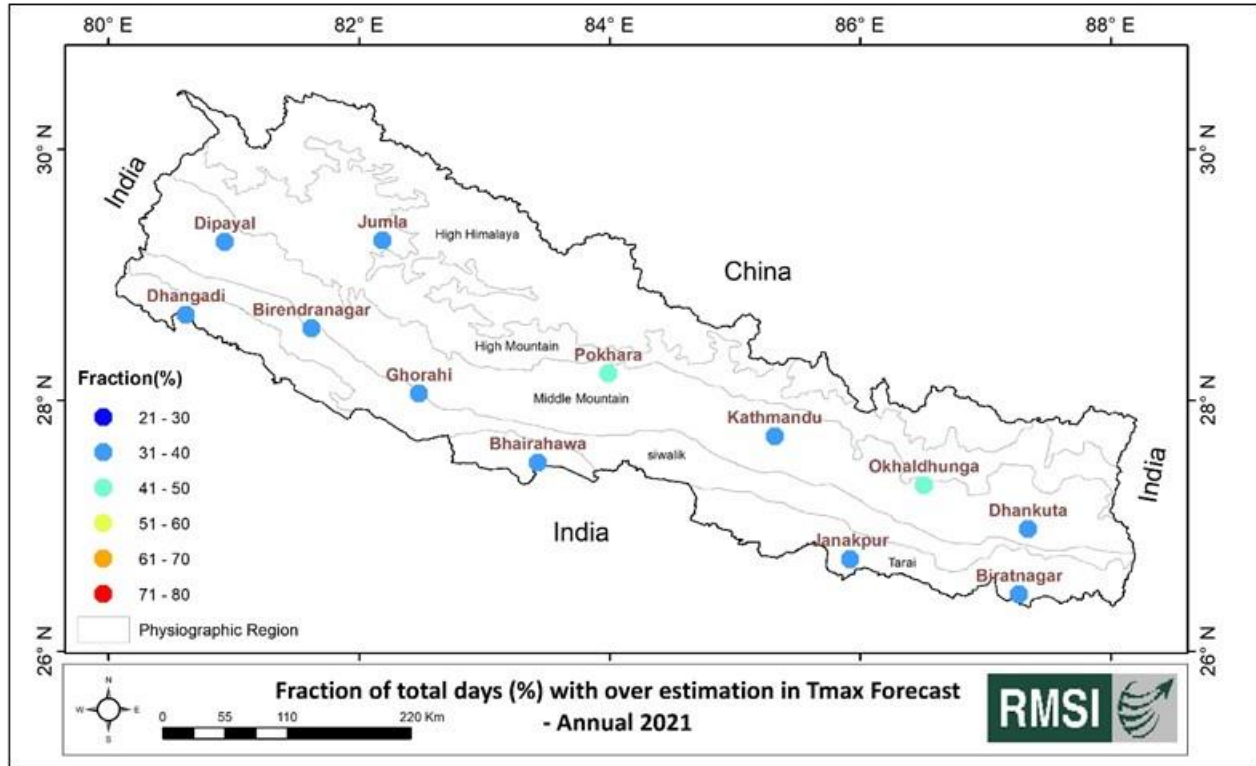 80° E
82° E
84° E
86° E
88° E
30° N
30° N
India
Dipayal
Jumla
High Himalaya
China
Dhangadi
Birendranagar
High Mountain
Pokhara
Fraction(%)
Ghorahi
Middle Mountain
28° N
28° N
21 - 30
Kathmandu
31 - 40
Bhairahawa
siwalik
Okhaldhunga
India
41 - 50
Dhankuta
51 - 60
India
Janakpur
Tarai
61 - 70
Biratnagar
71 - 80
Physiographic Region
26° N
26° N
N
W
E
S
0 55 110 220 Km
Fraction of total days (%) with over estimation in Tmax Forecast
- Annual 2021
RMSI